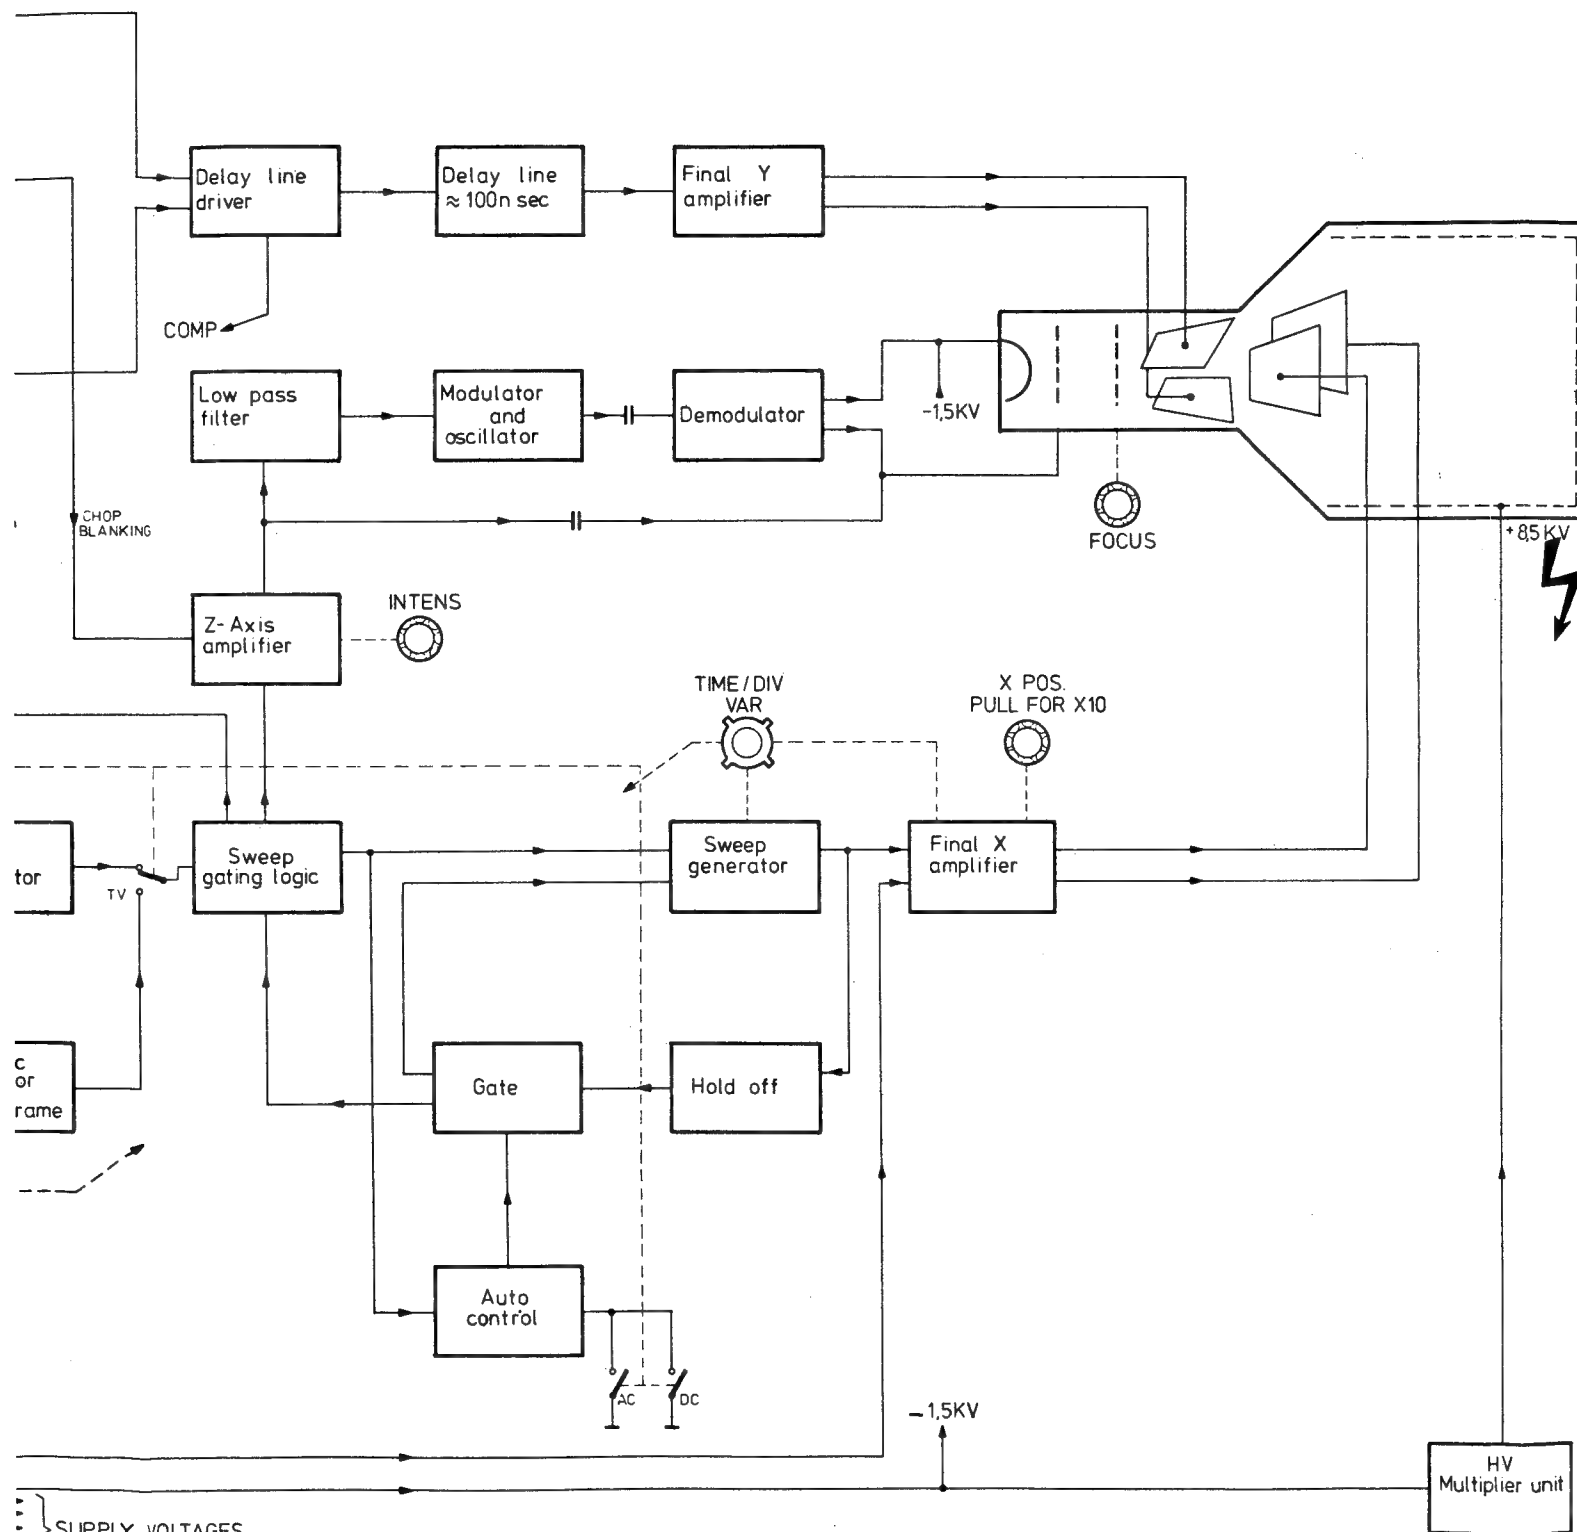 Delay line
driver
Delay line
≈ 100n sec
Final Y
amplifier
COMP
Low pass
filter
Modulator
and
oscillator
Demodulator
-1,5KV
CHOP
BLANKING
FOCUS
+8,5KV
INTENS
Z-Axis
amplifier
TIME/DIV
VAR
X POS.
PULL FOR X10
tor
TV
Sweep
gating logic
Sweep
generator
Final X
amplifier
c
or
rame
Gate
Hold off
Auto
control
AC
DC
-1,5KV
HV
Multiplier unit
SUPPLY VOLTAGES